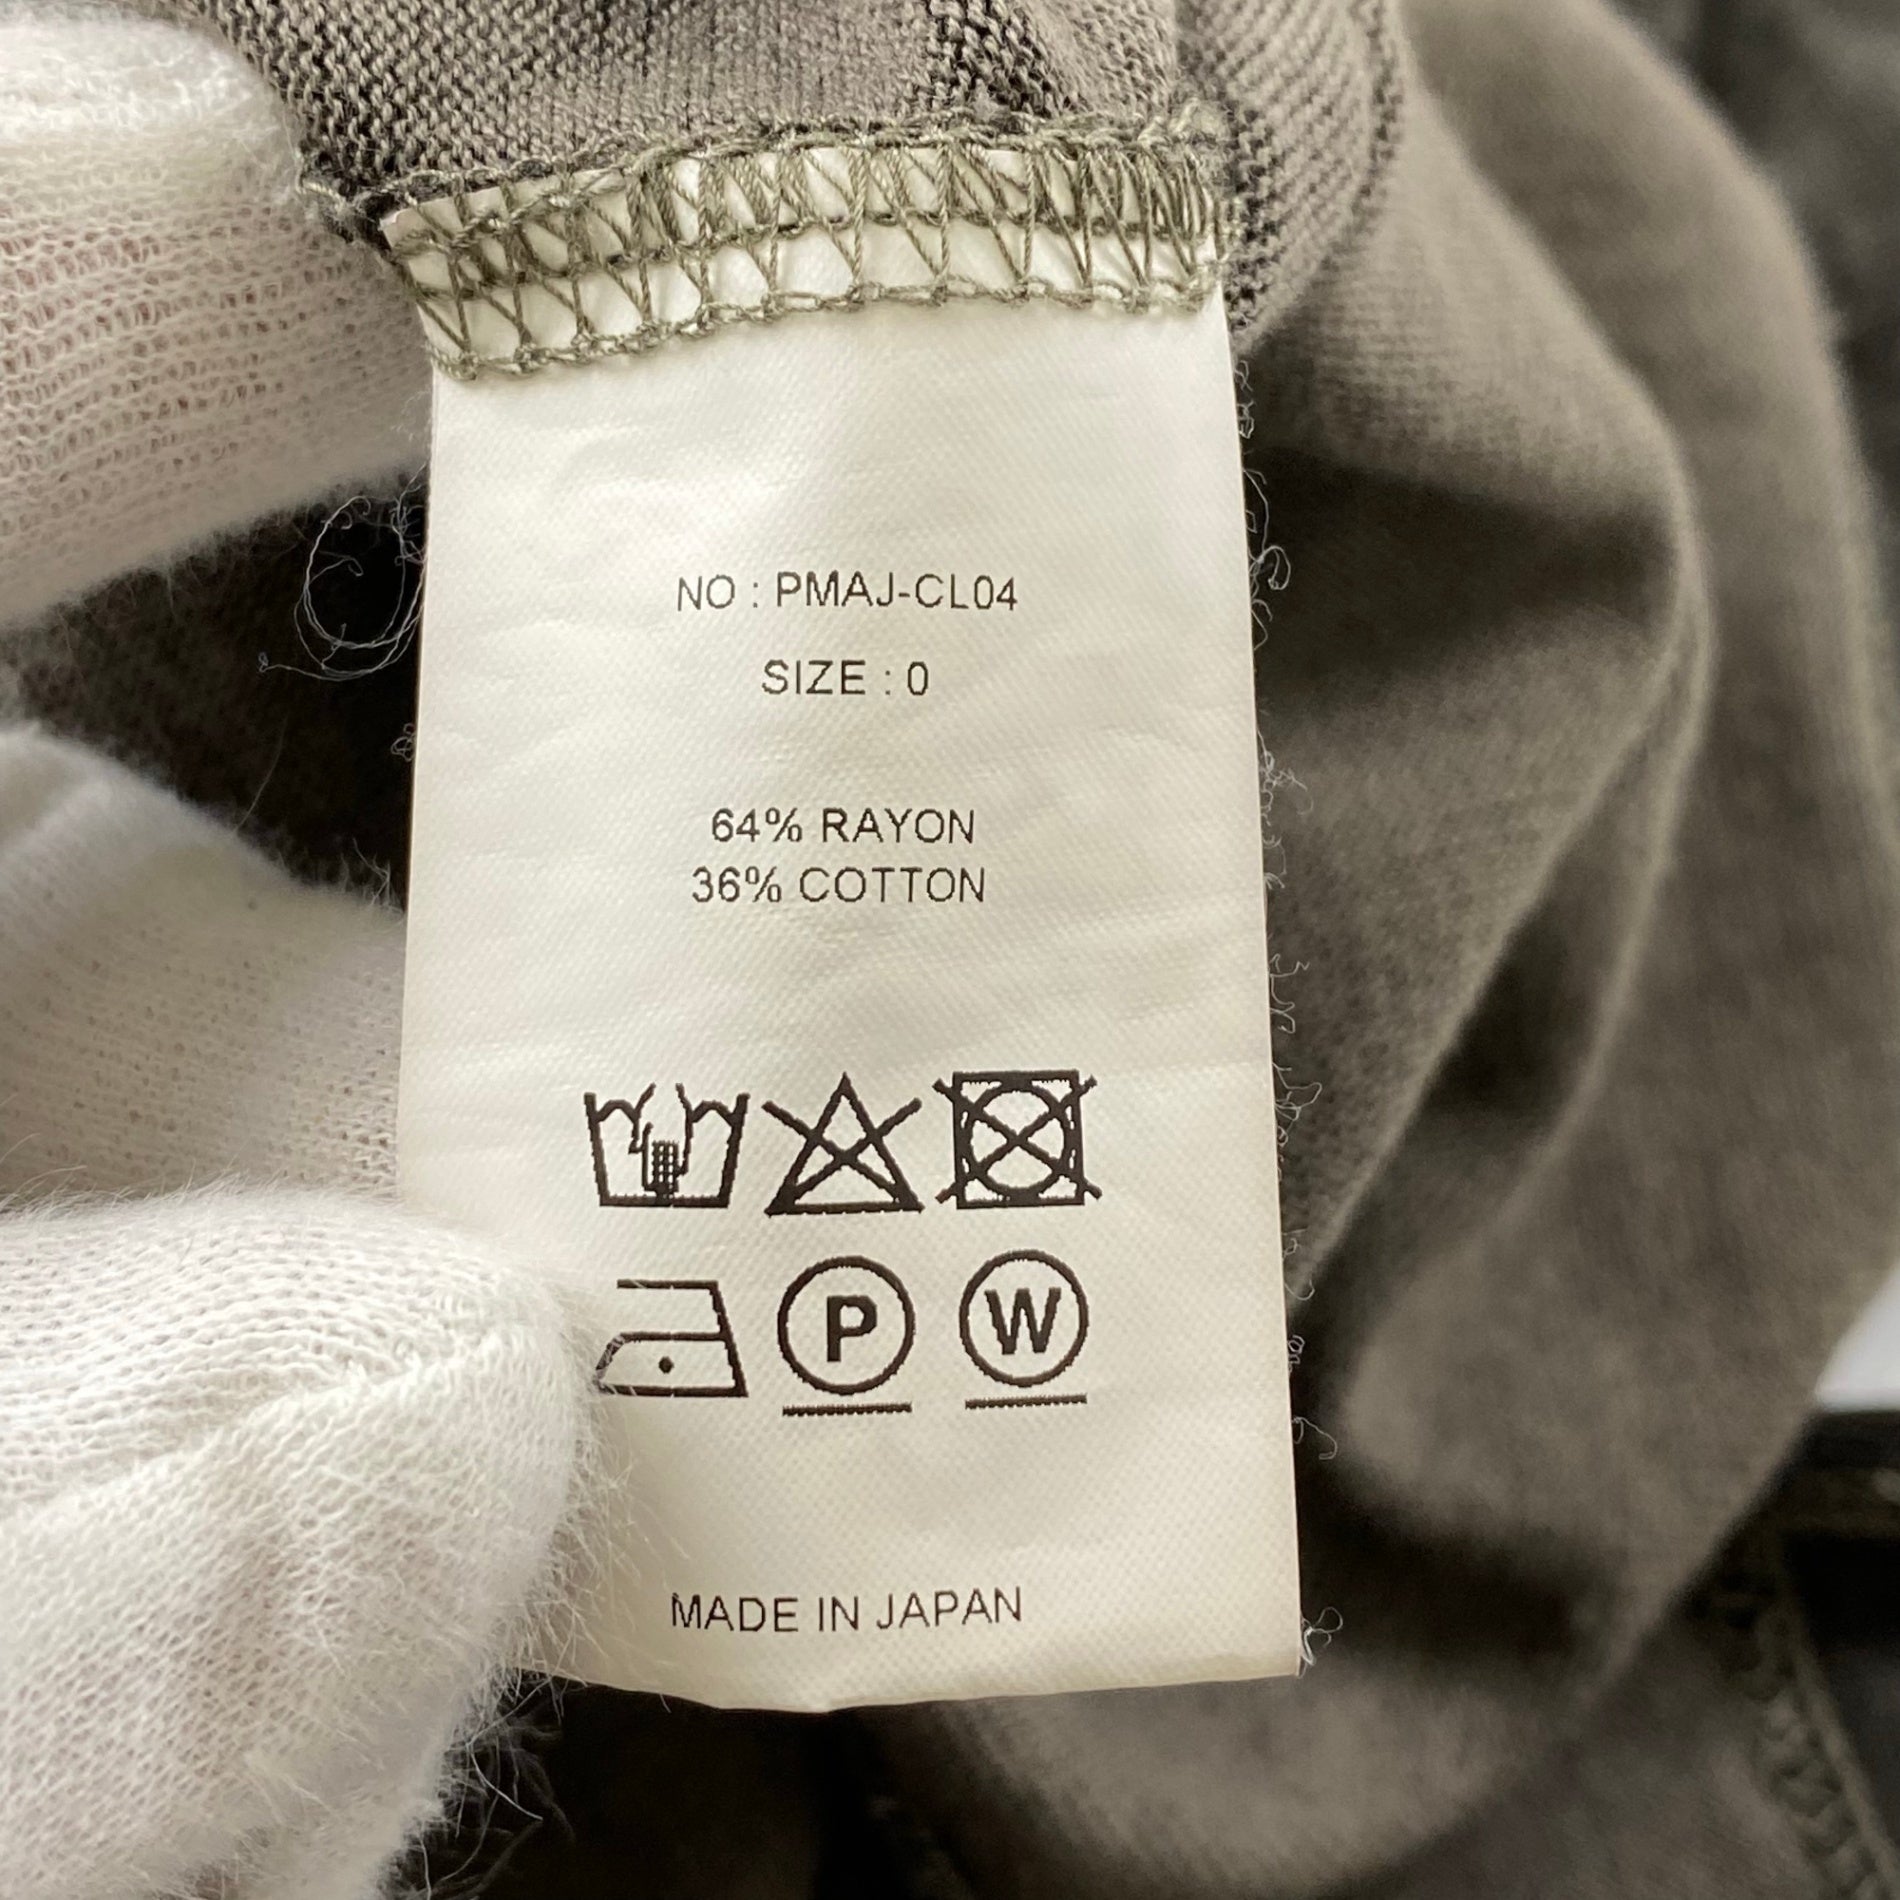 NO : PMAJ-CL04
SIZE : 0
64% RAYON
36% COTTON
P W
MADE IN JAPAN